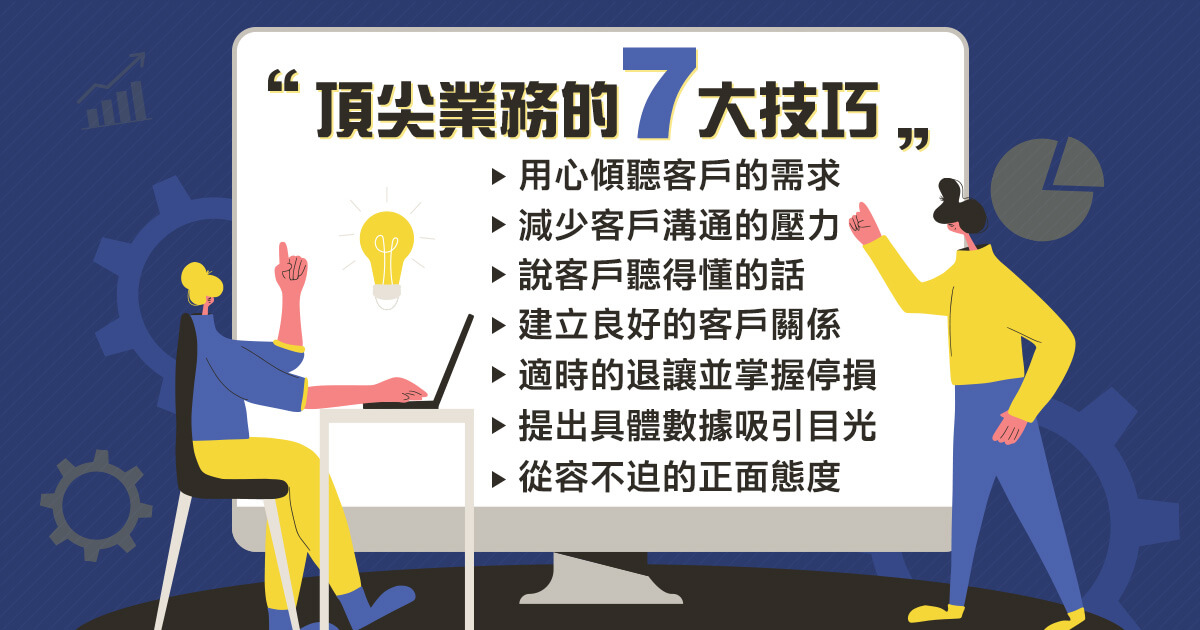 “頂尖業務的7大技巧”
▸ 用心傾聽客戶的需求
▸ 減少客戶溝通的壓力
▸ 說客戶聽得懂的話
▸ 建立良好的客戶關係
▸ 適時的退讓並掌握停損
▸ 提出具體數據吸引目光
▸ 從容不迫的正面態度